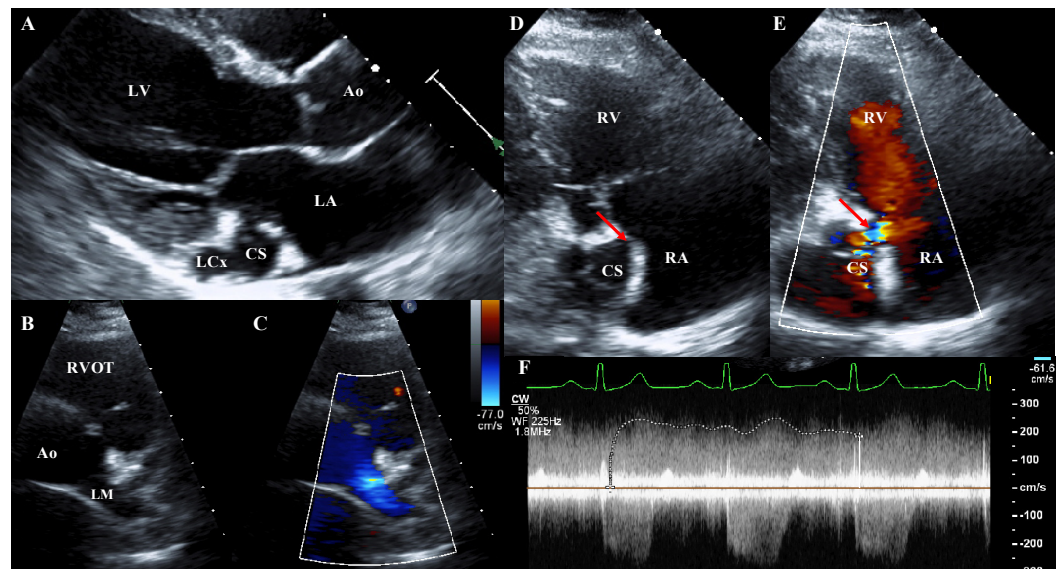 A
LV
Ao
LA
LCx
CS
B
RVOT
Ao
LM
C
P
-77.0
cm/s
D
RV
CS
RA
E
RV
CS
RA
F
CW
50%
WF 225Hz
1.8MHz
-61.6
cm/s
300
200
100
cm/s
-100
-200